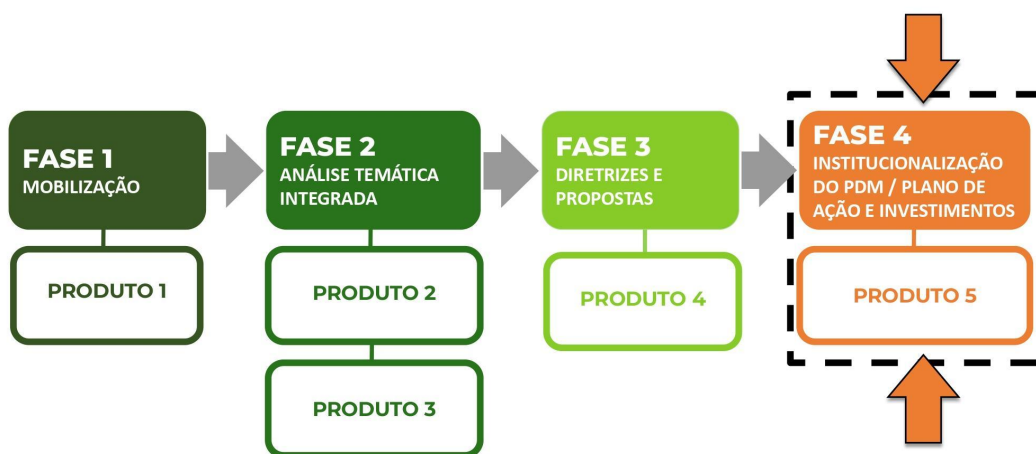 FASE 1
MOBILIZAÇÃO
PRODUTO 1
FASE 2
ANÁLISE TEMÁTICA
INTEGRADA
PRODUTO 2
PRODUTO 3
FASE 3
DIRETRIZES E
PROPOSTAS
PRODUTO 4
FASE 4
INSTITUCIONALIZAÇÃO
DO PDM / PLANO DE
AÇÃO E INVESTIMENTOS
PRODUTO 5